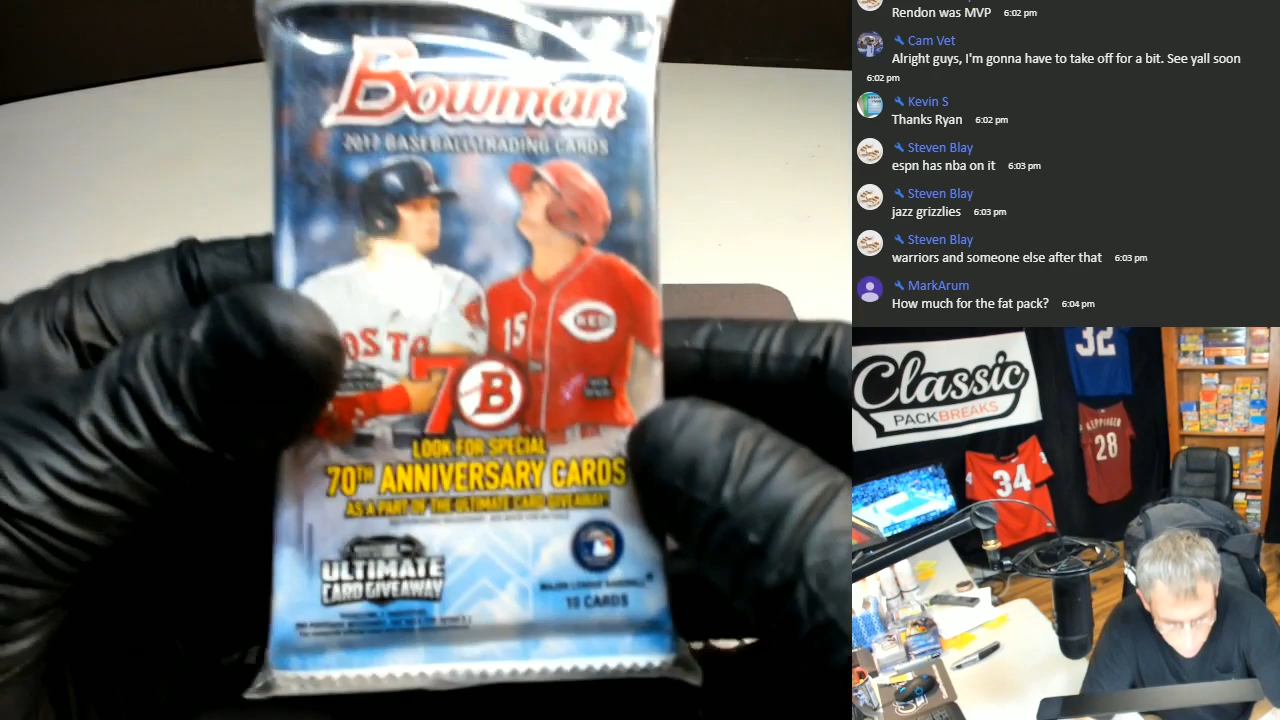 Bowman
2017 BASEBALL TRADING CARDS
BOSTO
15
REDS
70
B
LOOK FOR SPECIAL
70TH ANNIVERSARY CARDS
AS A PART OF THE ULTIMATE CARD GIVEAWAY!
ULTIMATE
CARD GIVEAWAY
MAJOR LEAGUE BASEBALL
10 CARDS
Rendon was MVP 6:02 pm
Cam Vet
Alright guys, I'm gonna have to take off for a bit. See yall soon
6:02 pm
Kevin S
Thanks Ryan 6:02 pm
Steven Blay
espn has nba on it 6:03 pm
Steven Blay
jazz grizzlies 6:03 pm
Steven Blay
warriors and someone else after that 6:03 pm
MarkArum
How much for the fat pack? 6:04 pm
Classic
PACKBREAKS
32
34
KEPPINGER
28